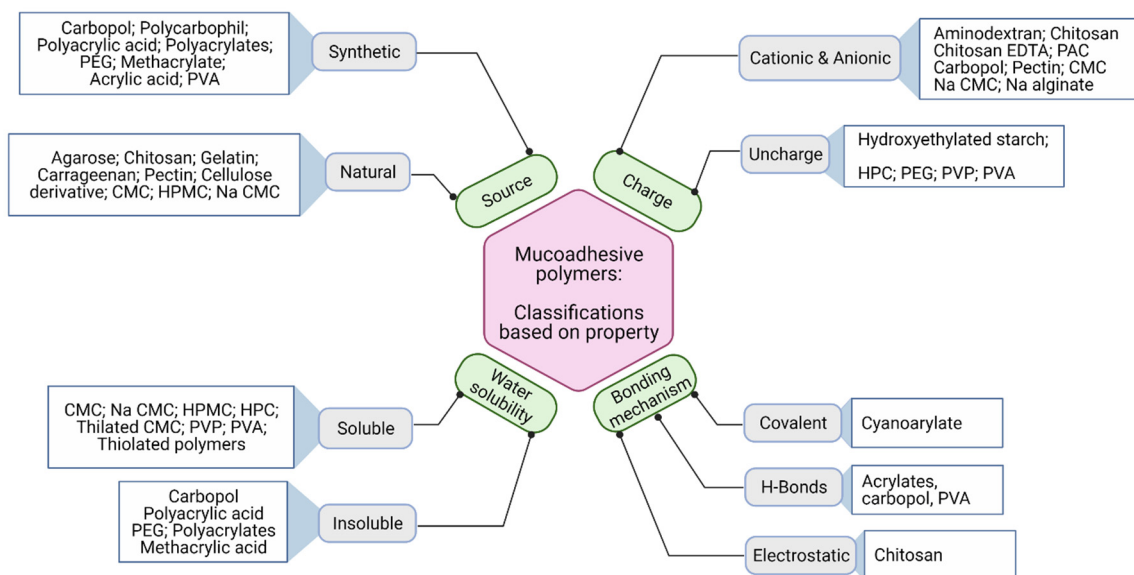 Carbopol; Polycarbophil;
Polyacrylic acid; Polyacrylates;
PEG; Methacrylate;
Acrylic acid; PVA
Synthetic
Agarose; Chitosan; Gelatin;
Carrageenan; Pectin; Cellulose
derivative; CMC; HPMC; Na CMC
Natural
Source
Cationic & Anionic
Aminodextran; Chitosan
Chitosan EDTA; PAC
Carbopol; Pectin; CMC
Na CMC; Na alginate
Uncharge
Hydroxyethylated starch;
HPC; PEG; PVP; PVA
Charge
Mucoadhesive
polymers:
Classifications
based on property
Water
solubility
CMC; Na CMC; HPMC; HPC;
Thilated CMC; PVP; PVA;
Thiolated polymers
Soluble
Carbopol
Polyacrylic acid
PEG; Polyacrylates
Methacrylic acid
Insoluble
Bonding
mechanism
Covalent
Cyanoarylate
H-Bonds
Acrylates,
carbopol, PVA
Electrostatic
Chitosan